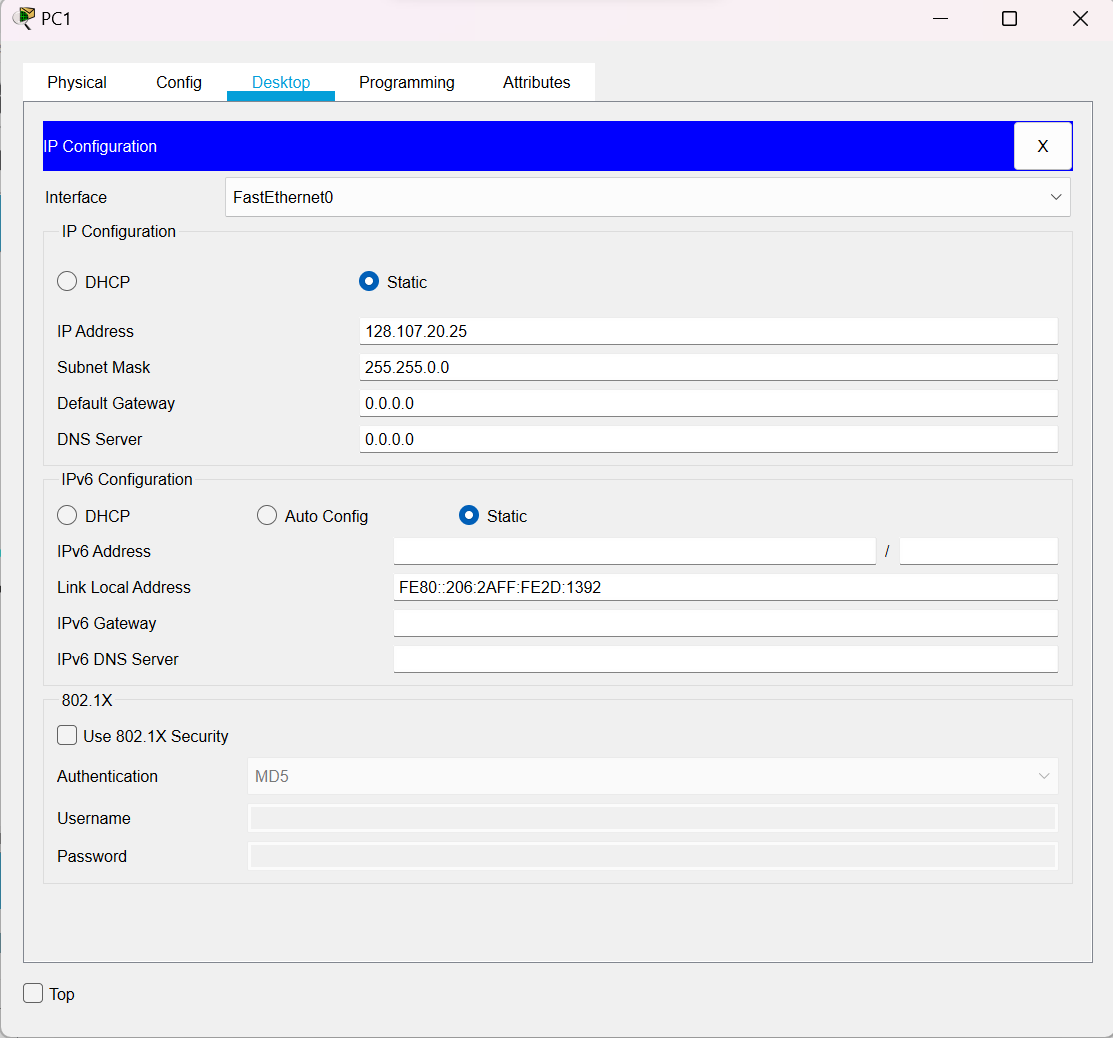 PC1
Physical Config Desktop Programming Attributes
IP Configuration X
Interface FastEthernet0
IP Configuration
DHCP Static
IP Address 128.107.20.25
Subnet Mask 255.255.0.0
Default Gateway 0.0.0.0
DNS Server 0.0.0.0
IPv6 Configuration
DHCP Auto Config Static
IPv6 Address /
Link Local Address FE80::206:2AFF:FE2D:1392
IPv6 Gateway
IPv6 DNS Server
802.1X
Use 802.1X Security
Authentication MD5
Username
Password
Top